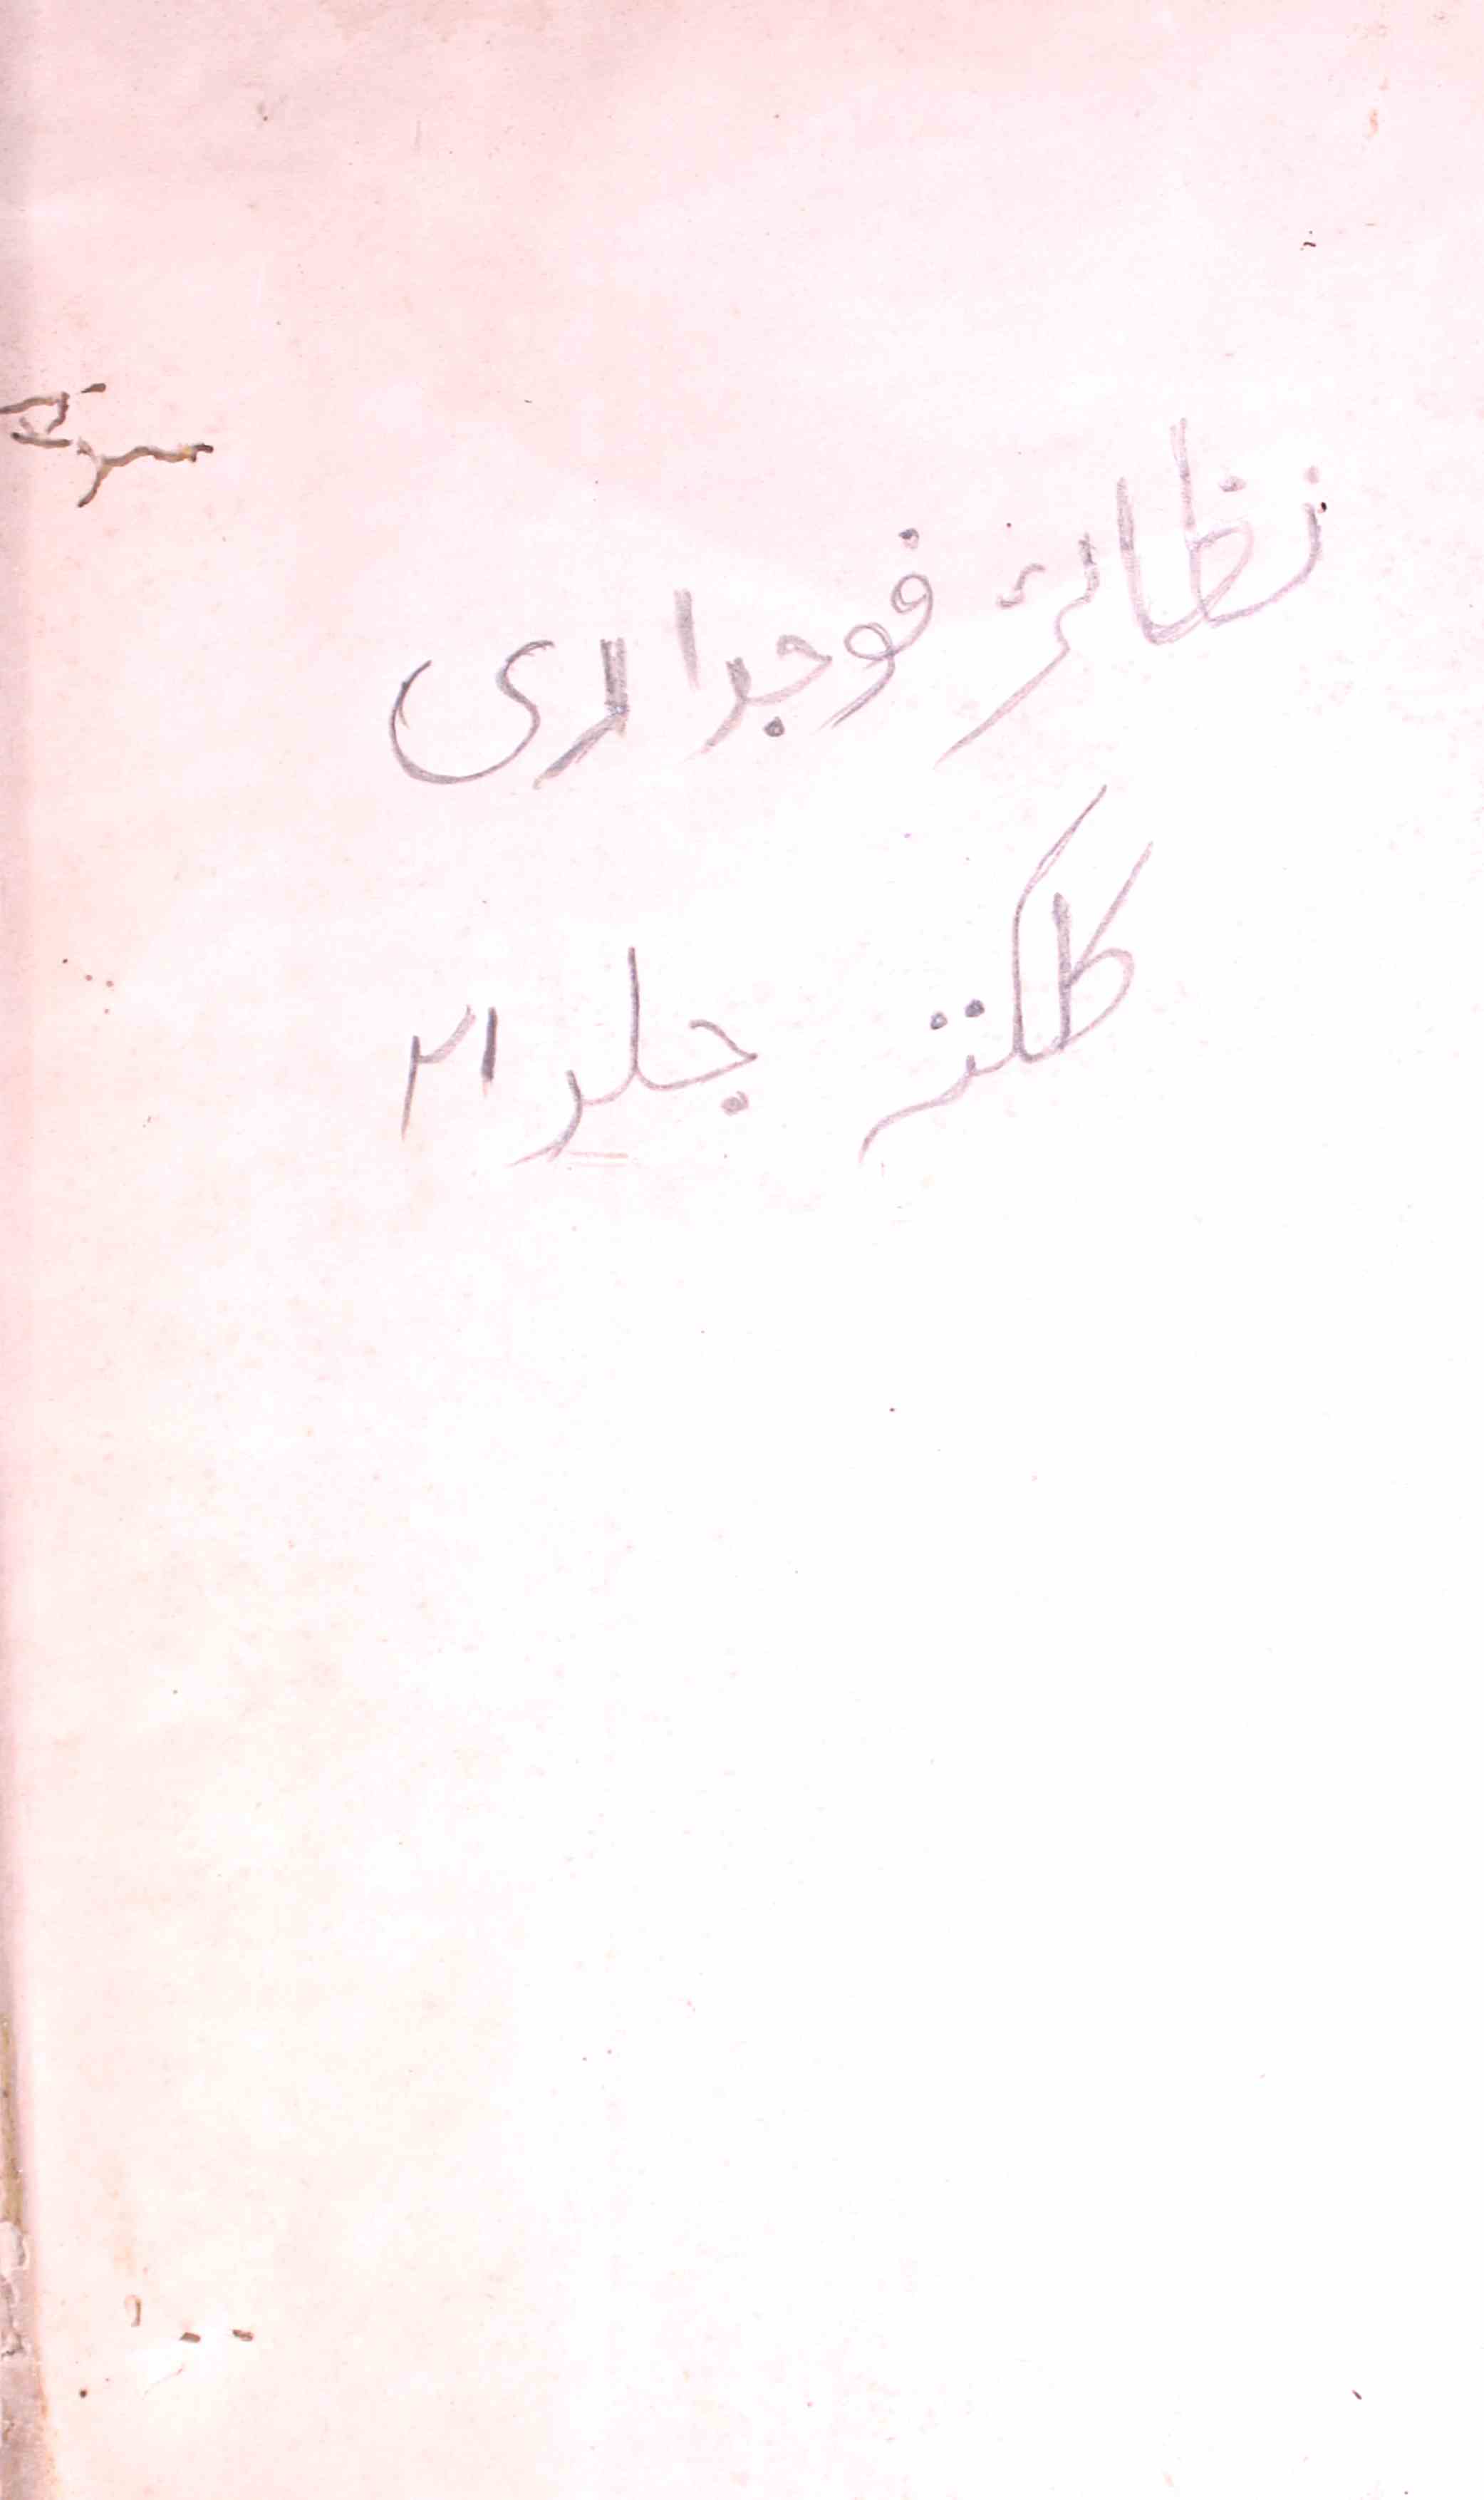 نظائر فوجداری
کلکتہ جلد ۲۱